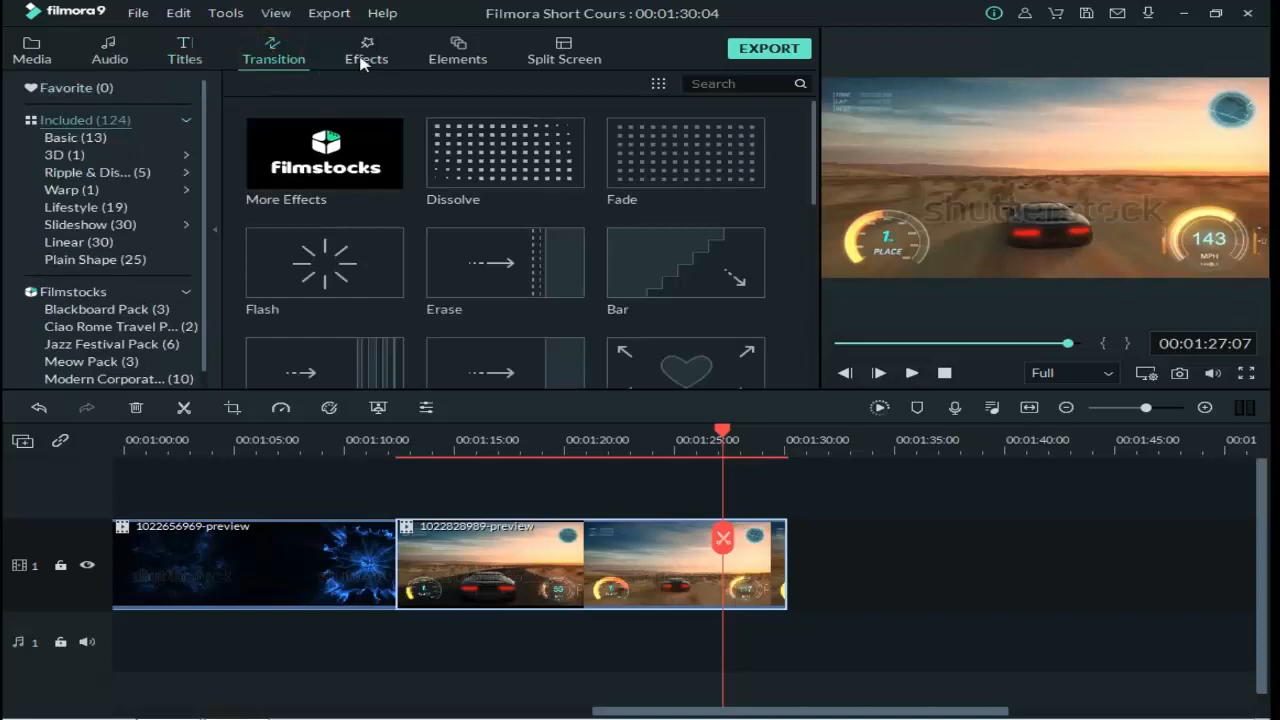 filmora9 File Edit Tools View Export Help Filmora Short Cours : 00:01:30:04
Media Audio Titles Transition Effects Elements Split Screen EXPORT
Favorite (0)
Search
Included (124)
Basic (13)
3D (1)
Ripple & Dis... (5)
Warp (1)
Lifestyle (19)
Slideshow (30)
Linear (30)
Plain Shape (25)
Filmstocks
Blackboard Pack (3)
Ciao Rome Travel P... (2)
Jazz Festival Pack (6)
Meow Pack (3)
Modern Corporat... (10)
filmstocks
More Effects Dissolve Fade
Flash Erase Bar
shutterstock
1.
PLACE
143
MPH
00:01:27:07
Full
00:01:00:00 00:01:05:00 00:01:10:00 00:01:15:00 00:01:20:00 00:01:25:00 00:01:30:00 00:01:35:00 00:01:40:00 00:01:45:00 00:01
1022656969-preview 1022828989-preview
1
1